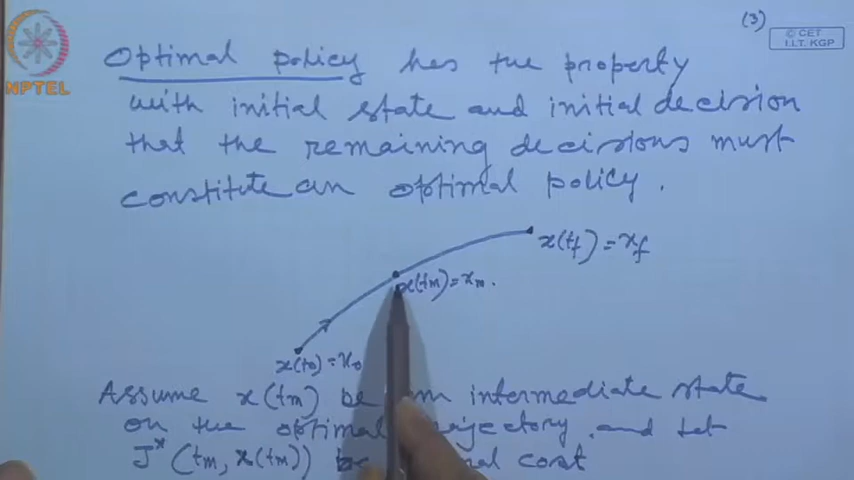 (3)
© CET
I.I.T. KGP
NPTEL
Optimal policy has the property
with initial state and initial decision
that the remaining decisions must
constitute an optimal policy.
x(tf) = xf
x(tm) = xm.
x(t0) = x0
Assume x(tm) be an intermediate state
on the optimal trajectory. and let
J*(tm, x(tm)) cost